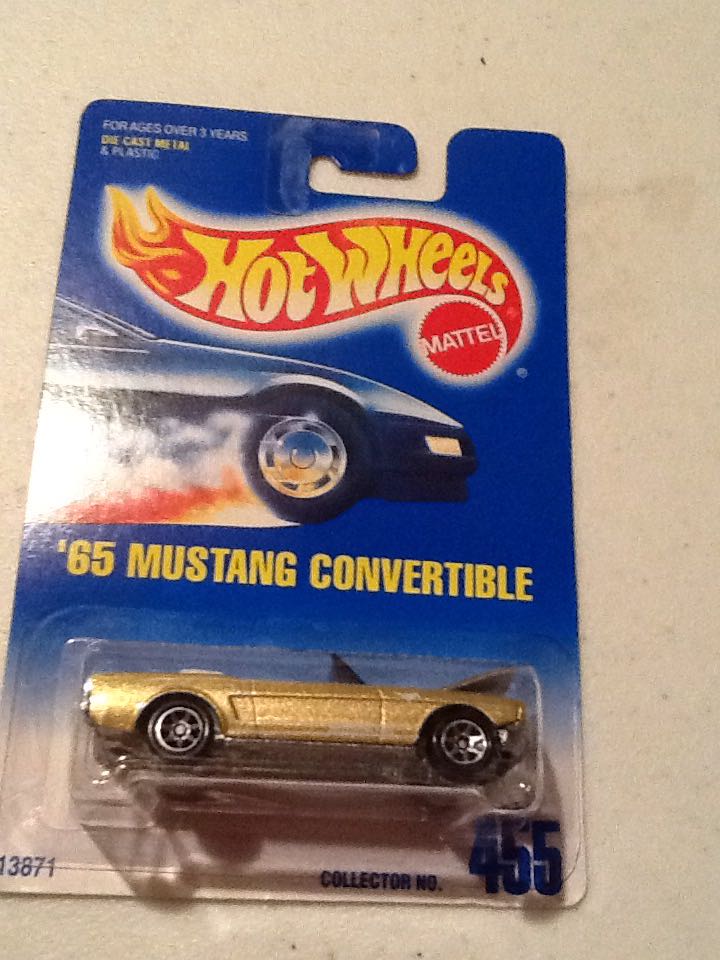 FOR AGES OVER 3 YEARS
DIE CAST METAL
& PLASTIC
HOT WHEELS
MATTEL
®
'65 MUSTANG CONVERTIBLE
13871
COLLECTOR NO. 455